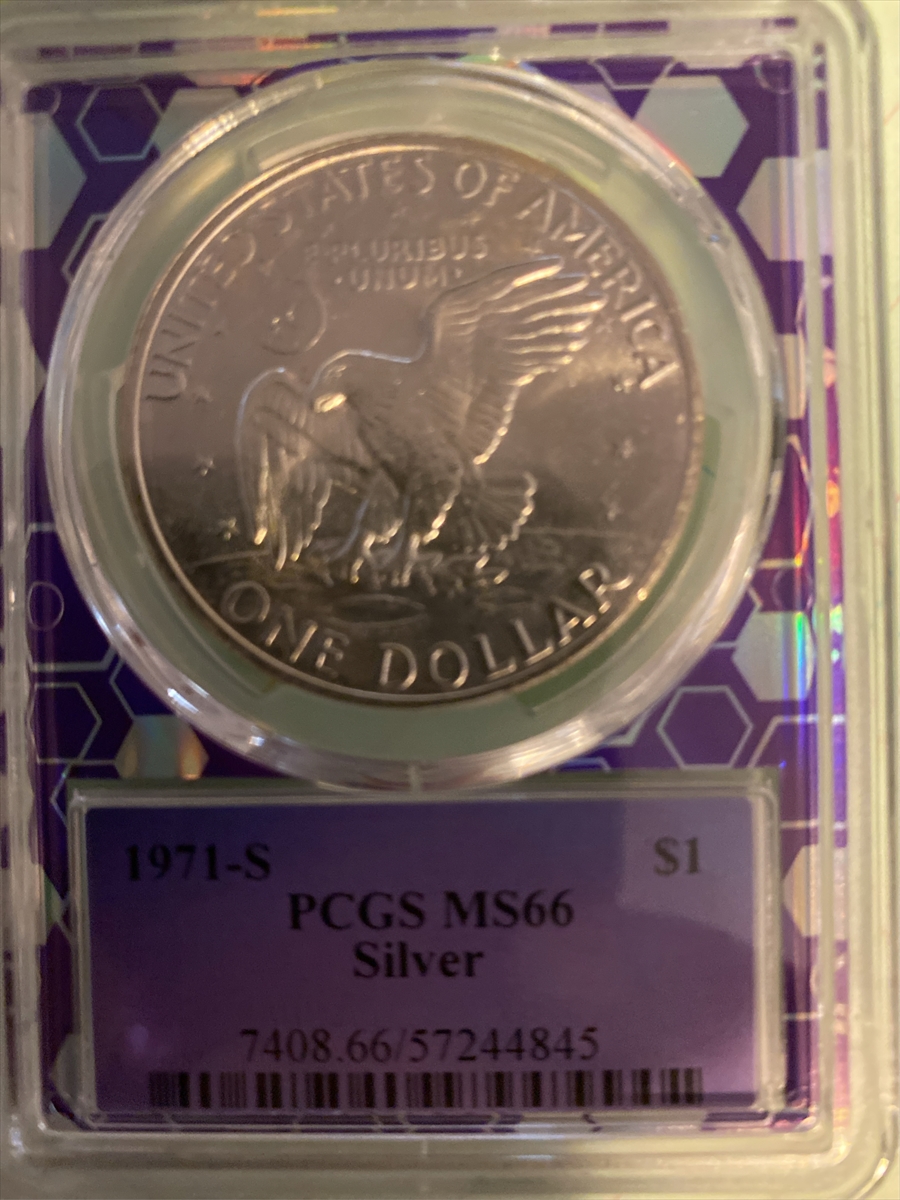 UNITED STATES OF AMERICA
E PLURIBUS
·UNUM·
ONE DOLLAR
1971-S $1
PCGS MS66
Silver
7408.66/57244845